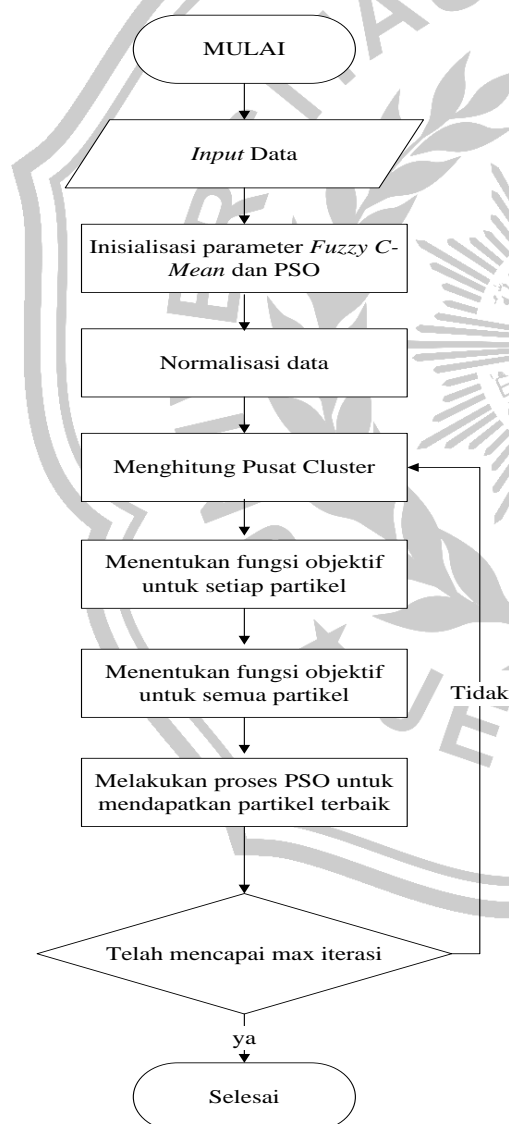 MULAI
Input Data
Inisialisasi parameter Fuzzy C-
Mean dan PSO
Normalisasi data
Menghitung Pusat Cluster
Menentukan fungsi objektif
untuk setiap partikel
Menentukan fungsi objektif
untuk semua partikel
Tidak
Melakukan proses PSO untuk
mendapatkan partikel terbaik
Telah mencapai max iterasi
ya
Selesai